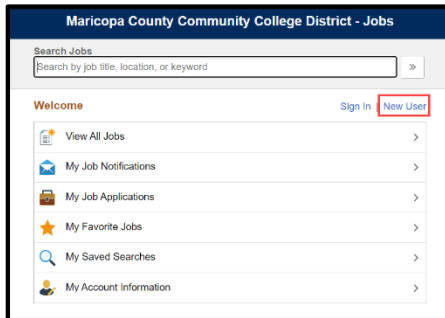 Maricopa County Community College District - Jobs
Search Jobs
Search by job title, location, or keyword
»
Welcome
Sign In | New User
View All Jobs
My Job Notifications
My Job Applications
My Favorite Jobs
My Saved Searches
My Account Information